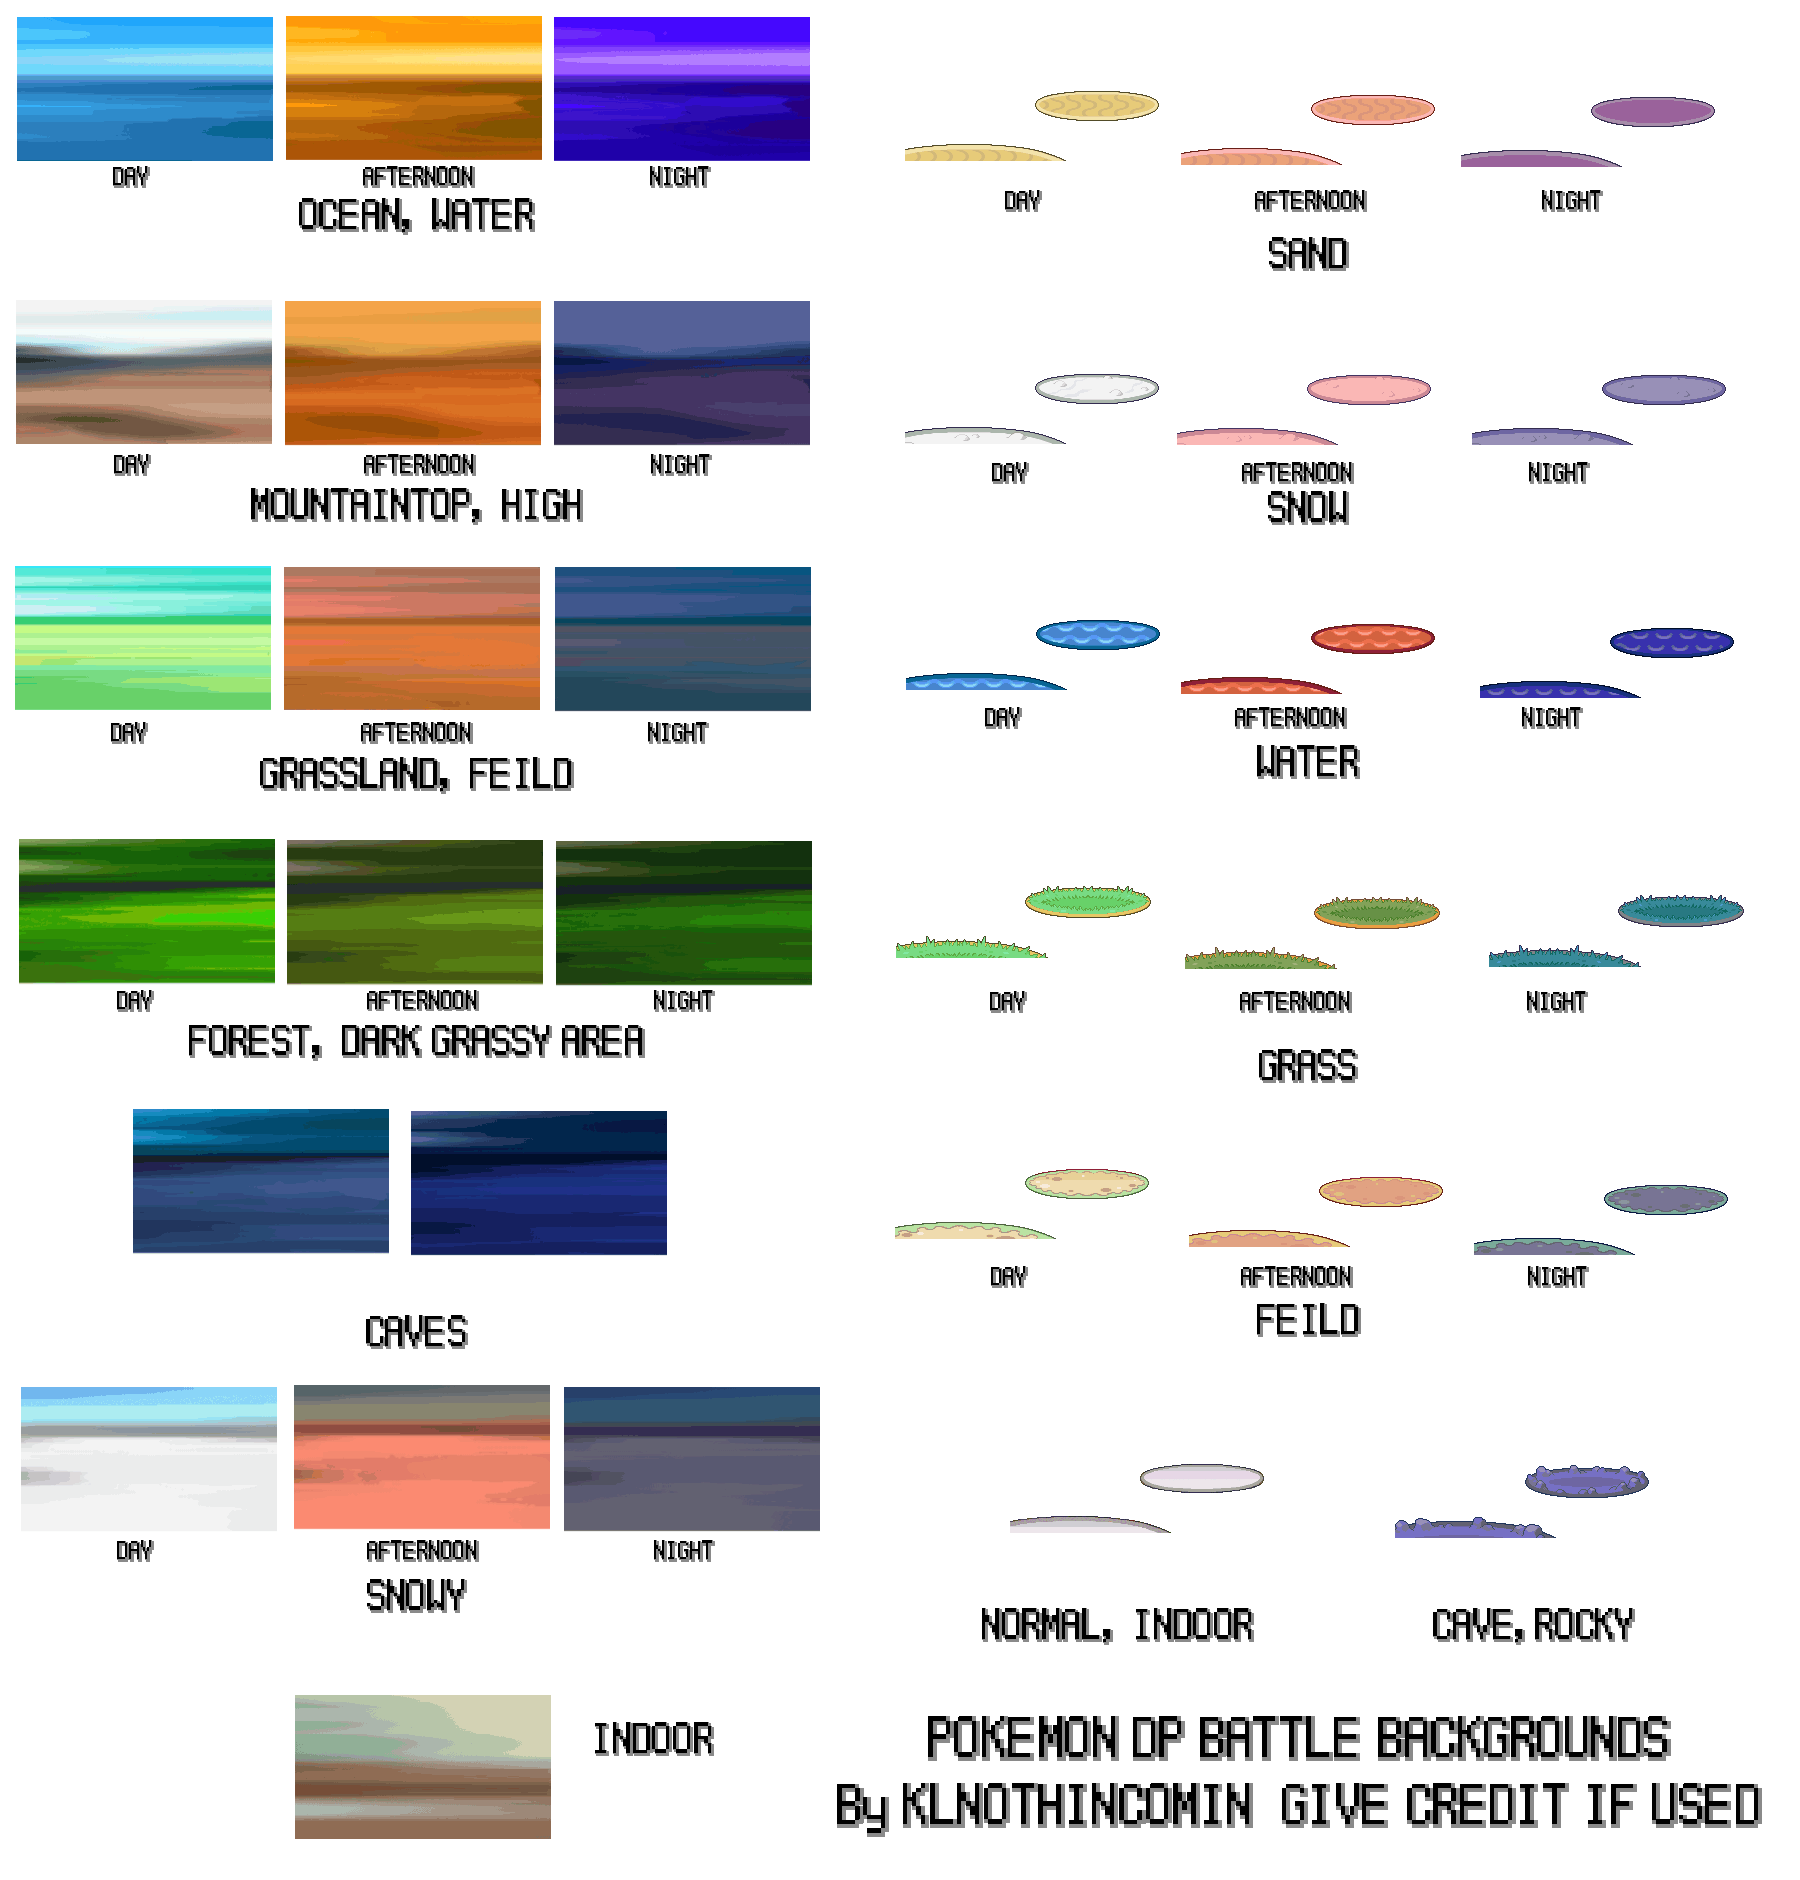 DAY AFTERNOON NIGHT
OCEAN, WATER
DAY AFTERNOON NIGHT
MOUNTAINTOP, HIGH
DAY AFTERNOON NIGHT
GRASSLAND, FEILD
DAY AFTERNOON NIGHT
FOREST, DARK GRASSY AREA
CAVES
DAY AFTERNOON NIGHT
SNOWY
INDOOR
DAY AFTERNOON NIGHT
SAND
DAY AFTERNOON NIGHT
SNOW
DAY AFTERNOON NIGHT
WATER
DAY AFTERNOON NIGHT
GRASS
DAY AFTERNOON NIGHT
FEILD
NORMAL, INDOOR
CAVE, ROCKY
POKEMON DP BATTLE BACKGROUNDS
By KLNOTHINCOMIN GIVE CREDIT IF USED